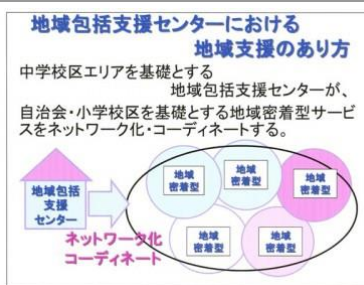 地域包括支援センターにおける
地域支援のあり方
中学校区エリアを基礎とする
地域包括支援センターが、
自治会・小学校区を基礎とする地域密着型サービ
スをネットワーク化・コーディネートする。
地域包括
支援
センター
ネットワーク化
コーディネート
地域
密着型
地域
密着型
地域
密着型
地域
密着型
地域
密着型